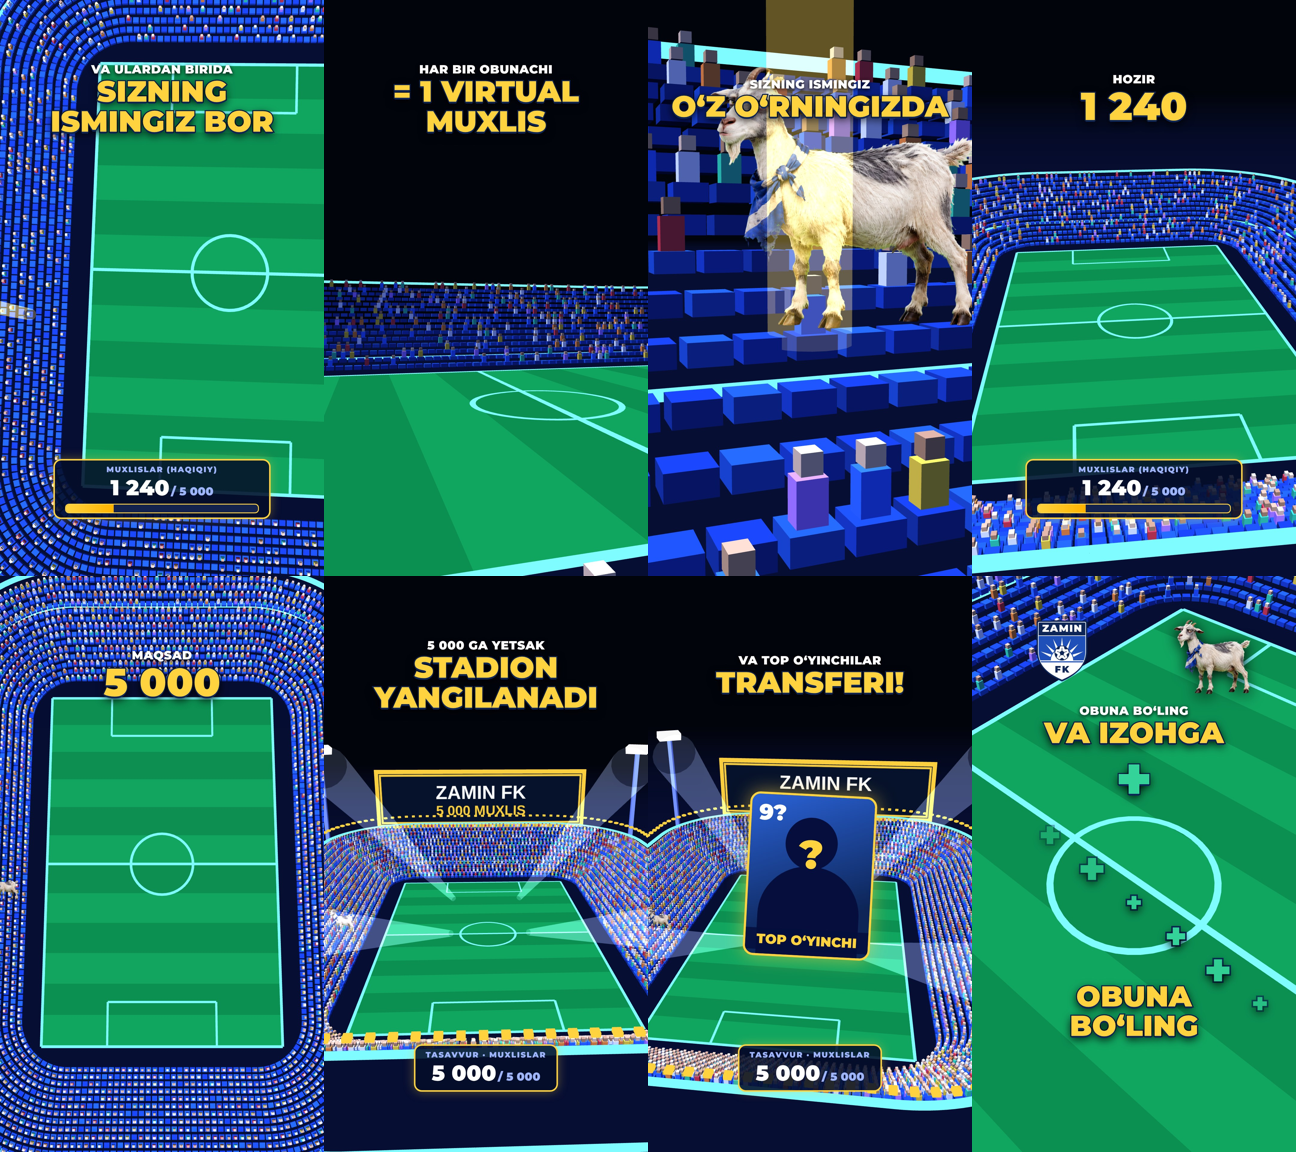 VA ULARDAN BIRIDA
SIZNING
ISMINGIZ BOR
MUXLISLAR (HAQIQIY)
1 240 / 5 000
HAR BIR OBUNACHI
= 1 VIRTUAL
MUXLIS
SIZNING ISMINGIZ
O‘Z O‘RNINGIZDA
HOZIR
1 240
MUXLISLAR (HAQIQIY)
1 240 / 5 000
MAQSAD
5 000
5 000 GA YETSAK
STADION
YANGILANADI
ZAMIN FK
5 000 MUXLIS
TASAVVUR · MUXLISLAR
5 000 / 5 000
VA TOP O‘YINCHILAR
TRANSFERI!
ZAMIN FK
9?
?
TOP O‘YINCHI
TASAVVUR · MUXLISLAR
5 000 / 5 000
ZAMIN
FK
OBUNA BO‘LING
VA IZOHGA
OBUNA
BO‘LING